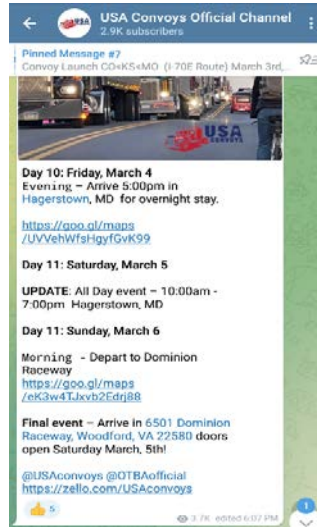 USA Convoys Official Channel
2.9K subscribers
Pinned Message #7
Convoy Launch CO«KS«MO (I-70E Route) March 3rd,...
USA
CONVOYS
Day 10: Friday, March 4
Evening – Arrive 5:00pm in
Hagerstown, MD for overnight stay.
https://goo.gl/maps
/UVVehWfsHgyfGvK99
Day 11: Saturday, March 5
UPDATE: All Day event – 10:00am -
7:00pm Hagerstown, MD
Day 11: Sunday, March 6
Morning - Depart to Dominion
Raceway
https://goo.gl/maps
/eK3w4TJxvb2Edrj88
Final event – Arrive in 6501 Dominion
Raceway, Woodford, VA 22580 doors
open Saturday March, 5th!
@USAconvoys @OTBAofficial
https://zello.com/USAconvoys
5
3.7K edited 6:07 PM
1